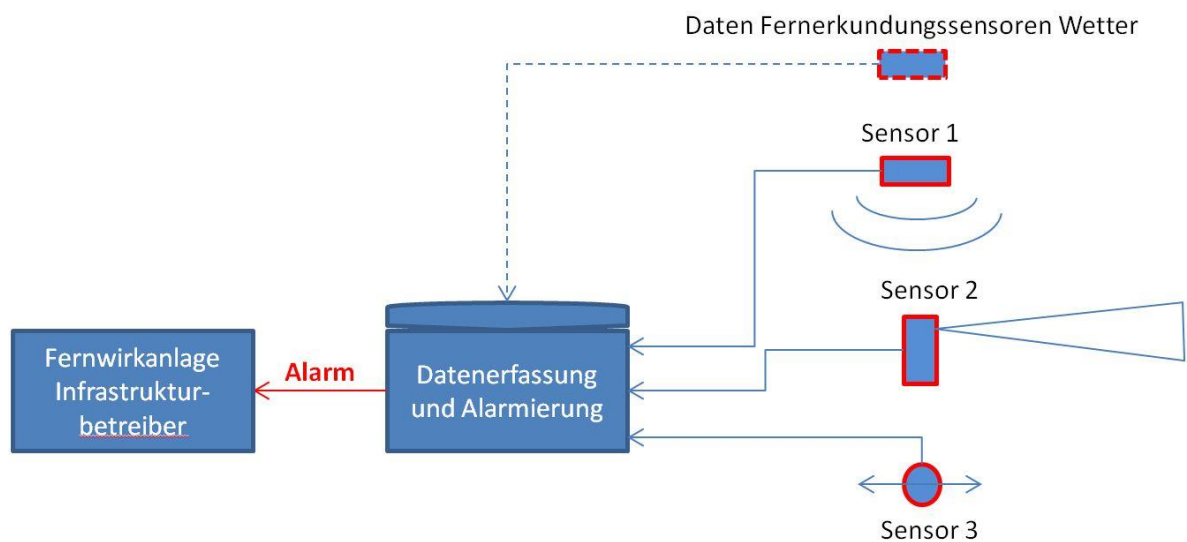 Daten Fernerkundungssensoren Wetter
Sensor 1
Sensor 2
Fernwirkanlage
Infrastruktur-
betreiber
Alarm
Datenerfassung
und Alarmierung
Sensor 3